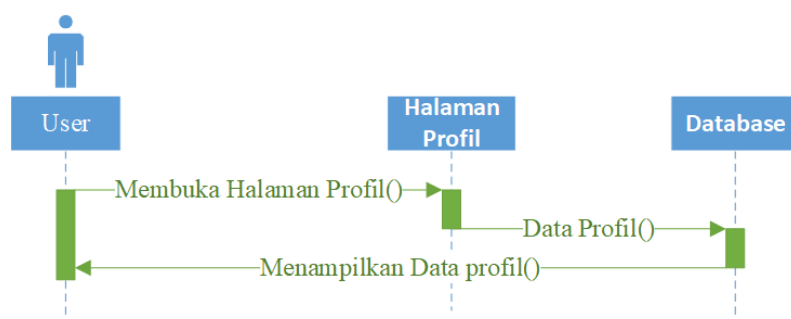 User
Halaman
Profil
Database
Membuka Halaman Profil()
Data Profil()
Menampilkan Data profil()